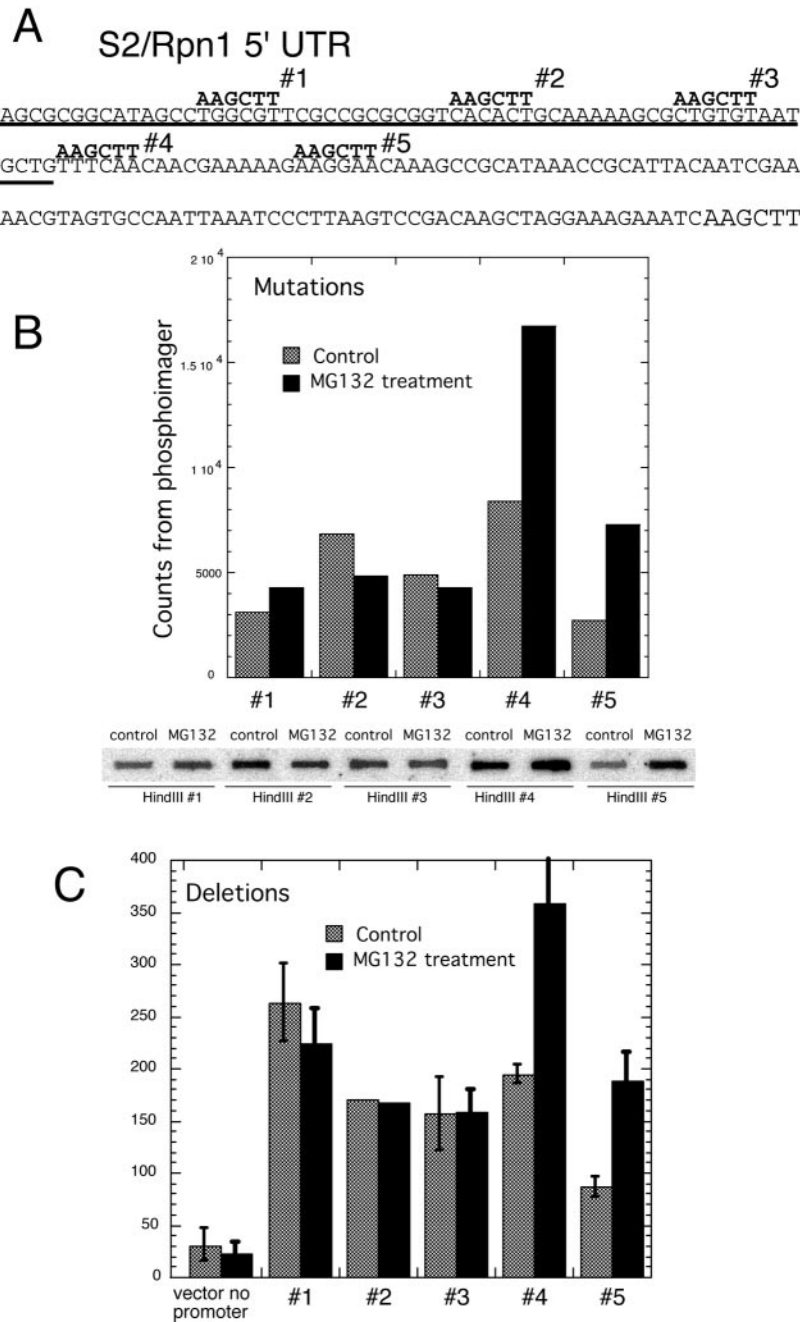 A
S2/Rpn1 5' UTR
#1 #2 #3
AAGCTT AAGCTT AAGCTT
AGCGCGGCATAGCCTGGCGTTCGCCGCGCGGTCACACTGCAAAAAGCGCTGTGTAAT
AAGCTT #4 AAGCTT #5
GCTGTTTCAACAACGAAAAAGAAGGAACAAAGCCGCATAAACCGCATTACAATCGAA
AACGTAGTGCCAATTAAATCCCTTAAGTCCGACAAGCTAGGAAAGAAATCAAGCTT
B
Mutations
Control
MG132 treatment
Counts from phosphoimager
2 10 4
1.5 10 4
1 10 4
5000
0
#1 #2 #3 #4 #5
control MG132 control MG132 control MG132 control MG132 control MG132
HindIII #1 HindIII #2 HindIII #3 HindIII #4 HindIII #5
C
Deletions
Control
MG132 treatment
400
350
300
250
200
150
100
50
0
vector no
promoter
#1 #2 #3 #4 #5